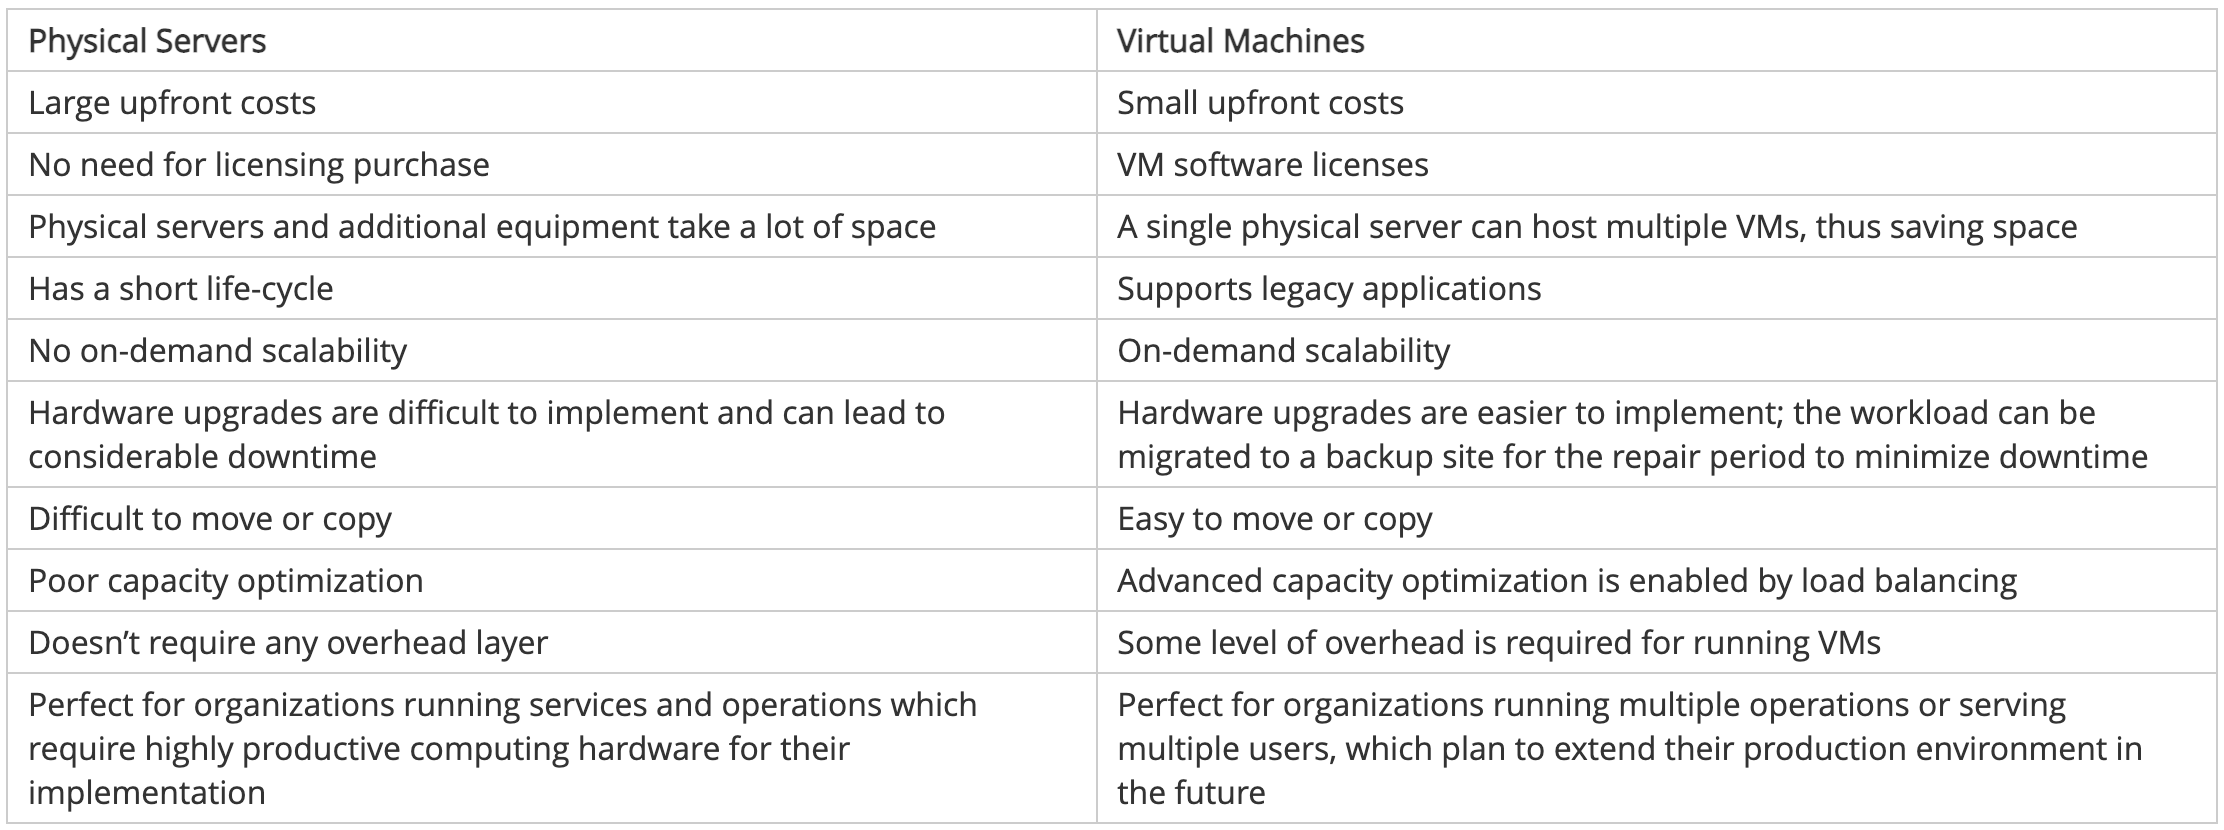 Physical Servers
Virtual Machines
Large upfront costs
Small upfront costs
No need for licensing purchase
VM software licenses
Physical servers and additional equipment take a lot of space
A single physical server can host multiple VMs, thus saving space
Has a short life-cycle
Supports legacy applications
No on-demand scalability
On-demand scalability
Hardware upgrades are difficult to implement and can lead to
considerable downtime
Hardware upgrades are easier to implement; the workload can be
migrated to a backup site for the repair period to minimize downtime
Difficult to move or copy
Easy to move or copy
Poor capacity optimization
Advanced capacity optimization is enabled by load balancing
Doesn’t require any overhead layer
Some level of overhead is required for running VMs
Perfect for organizations running services and operations which
require highly productive computing hardware for their
implementation
Perfect for organizations running multiple operations or serving
multiple users, which plan to extend their production environment in
the future